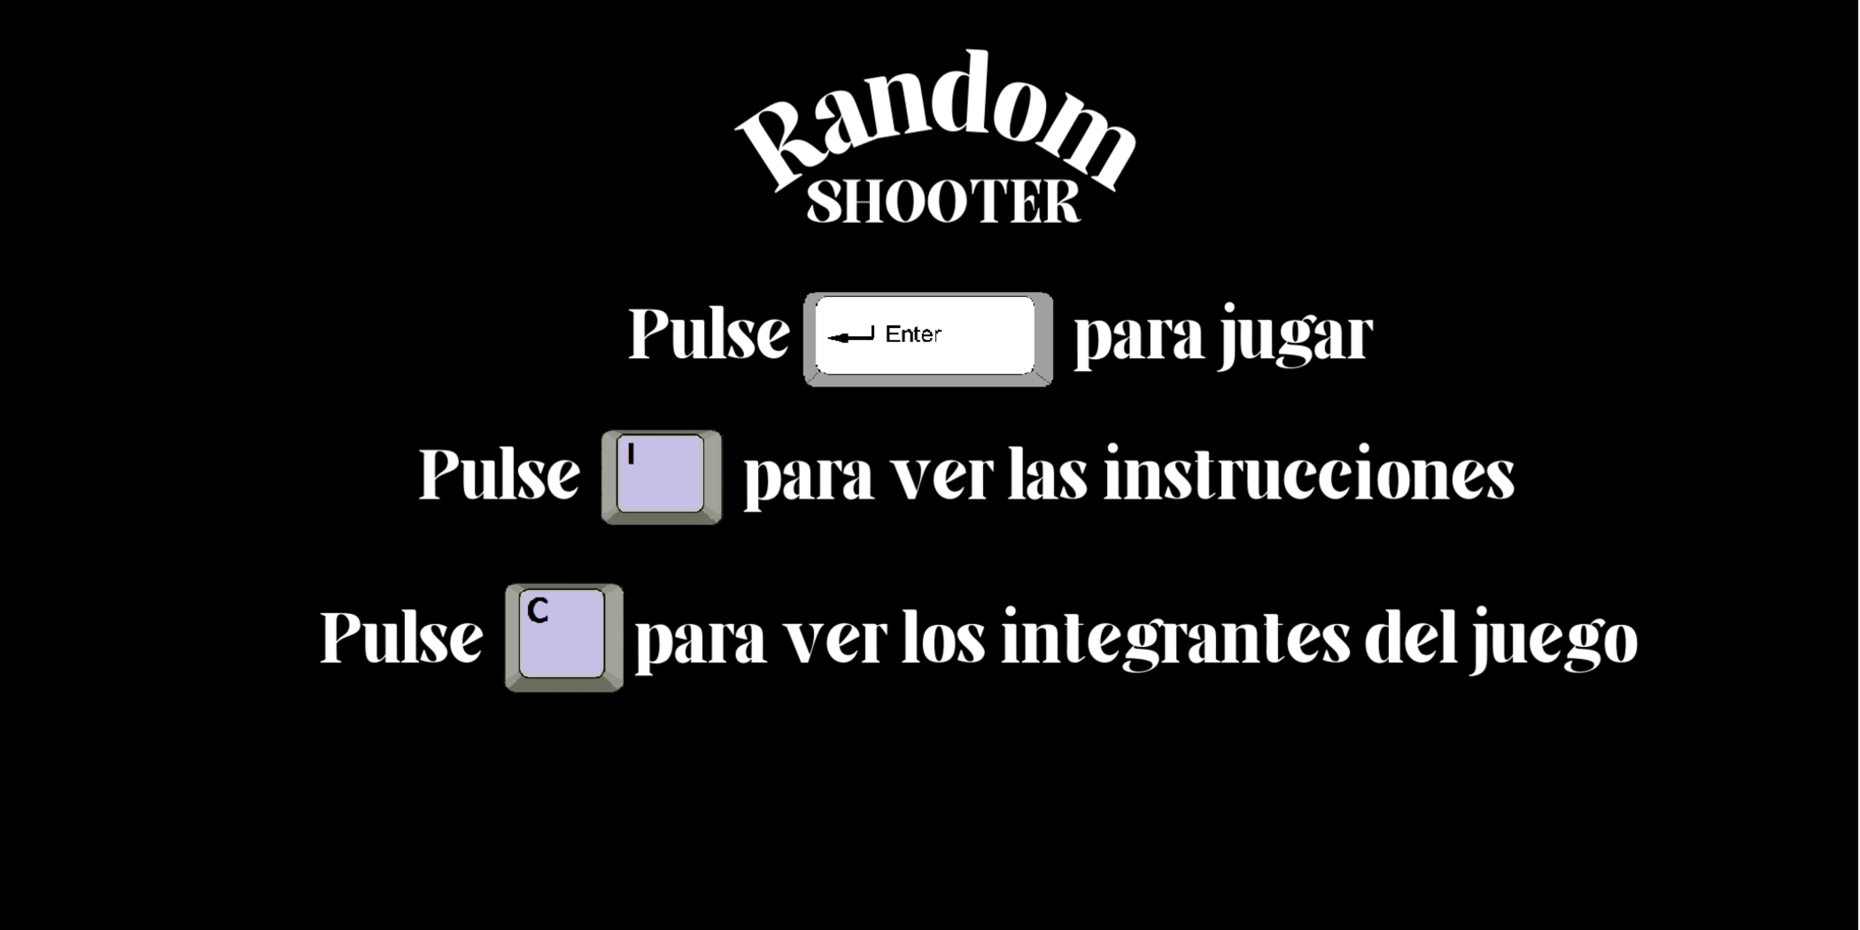 Random
SHOOTER
Pulse Enter para jugar
Pulse I para ver las instrucciones
Pulse C para ver los integrantes del juego